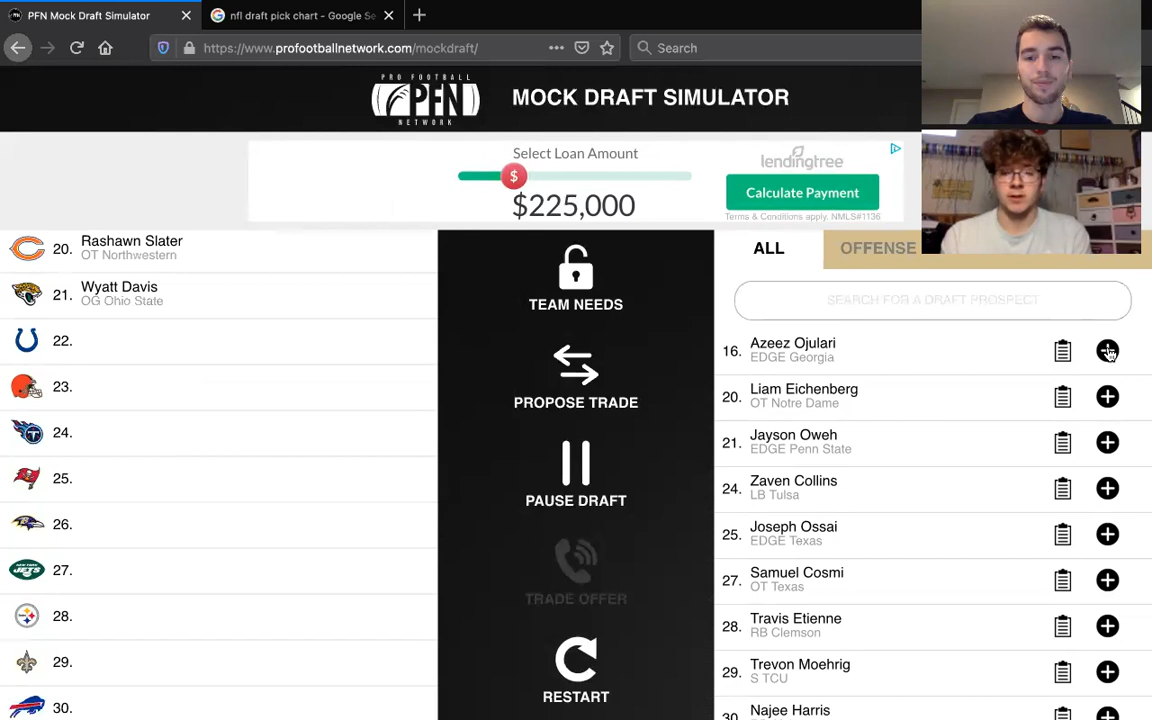 PFN Mock Draft Simulator
nfl draft pick chart - Google Se
https://www.profootballnetwork.com/mockdraft/
Search
PRO FOOTBALL
PFN
NETWORK
MOCK DRAFT SIMULATOR
Select Loan Amount
$
$225,000
lendingtree
Calculate Payment
Terms & Conditions apply. NMLS#1136
20. Rashawn Slater
OT Northwestern
21. Wyatt Davis
OG Ohio State
22.
23.
24.
25.
26.
27.
28.
29.
30.
TEAM NEEDS
PROPOSE TRADE
PAUSE DRAFT
TRADE OFFER
RESTART
ALL
OFFENSE
SEARCH FOR A DRAFT PROSPECT
16. Azeez Ojulari
EDGE Georgia
20. Liam Eichenberg
OT Notre Dame
21. Jayson Oweh
EDGE Penn State
24. Zaven Collins
LB Tulsa
25. Joseph Ossai
EDGE Texas
27. Samuel Cosmi
OT Texas
28. Travis Etienne
RB Clemson
29. Trevon Moehrig
S TCU
30. Najee Harris